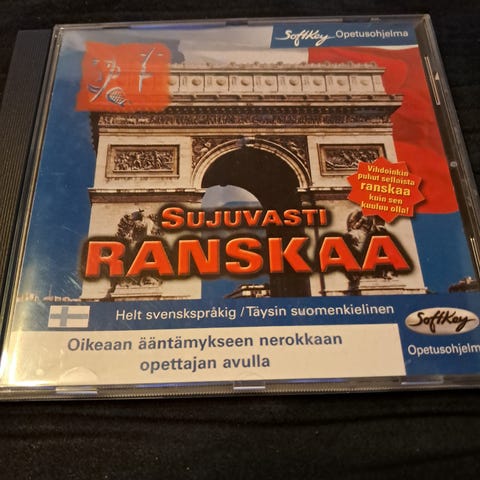 SoftKey Opetusohjelma
Vihdoinkin
puhut sellaista
ranskaa
kuin sen
kuuluu olla!
SUJUVASTI
RANSKAA
Helt svenskspråkig / Täysin suomenkielinen
SoftKey
Opetusohjelma
Oikeaan ääntämykseen nerokkaan
opettajan avulla